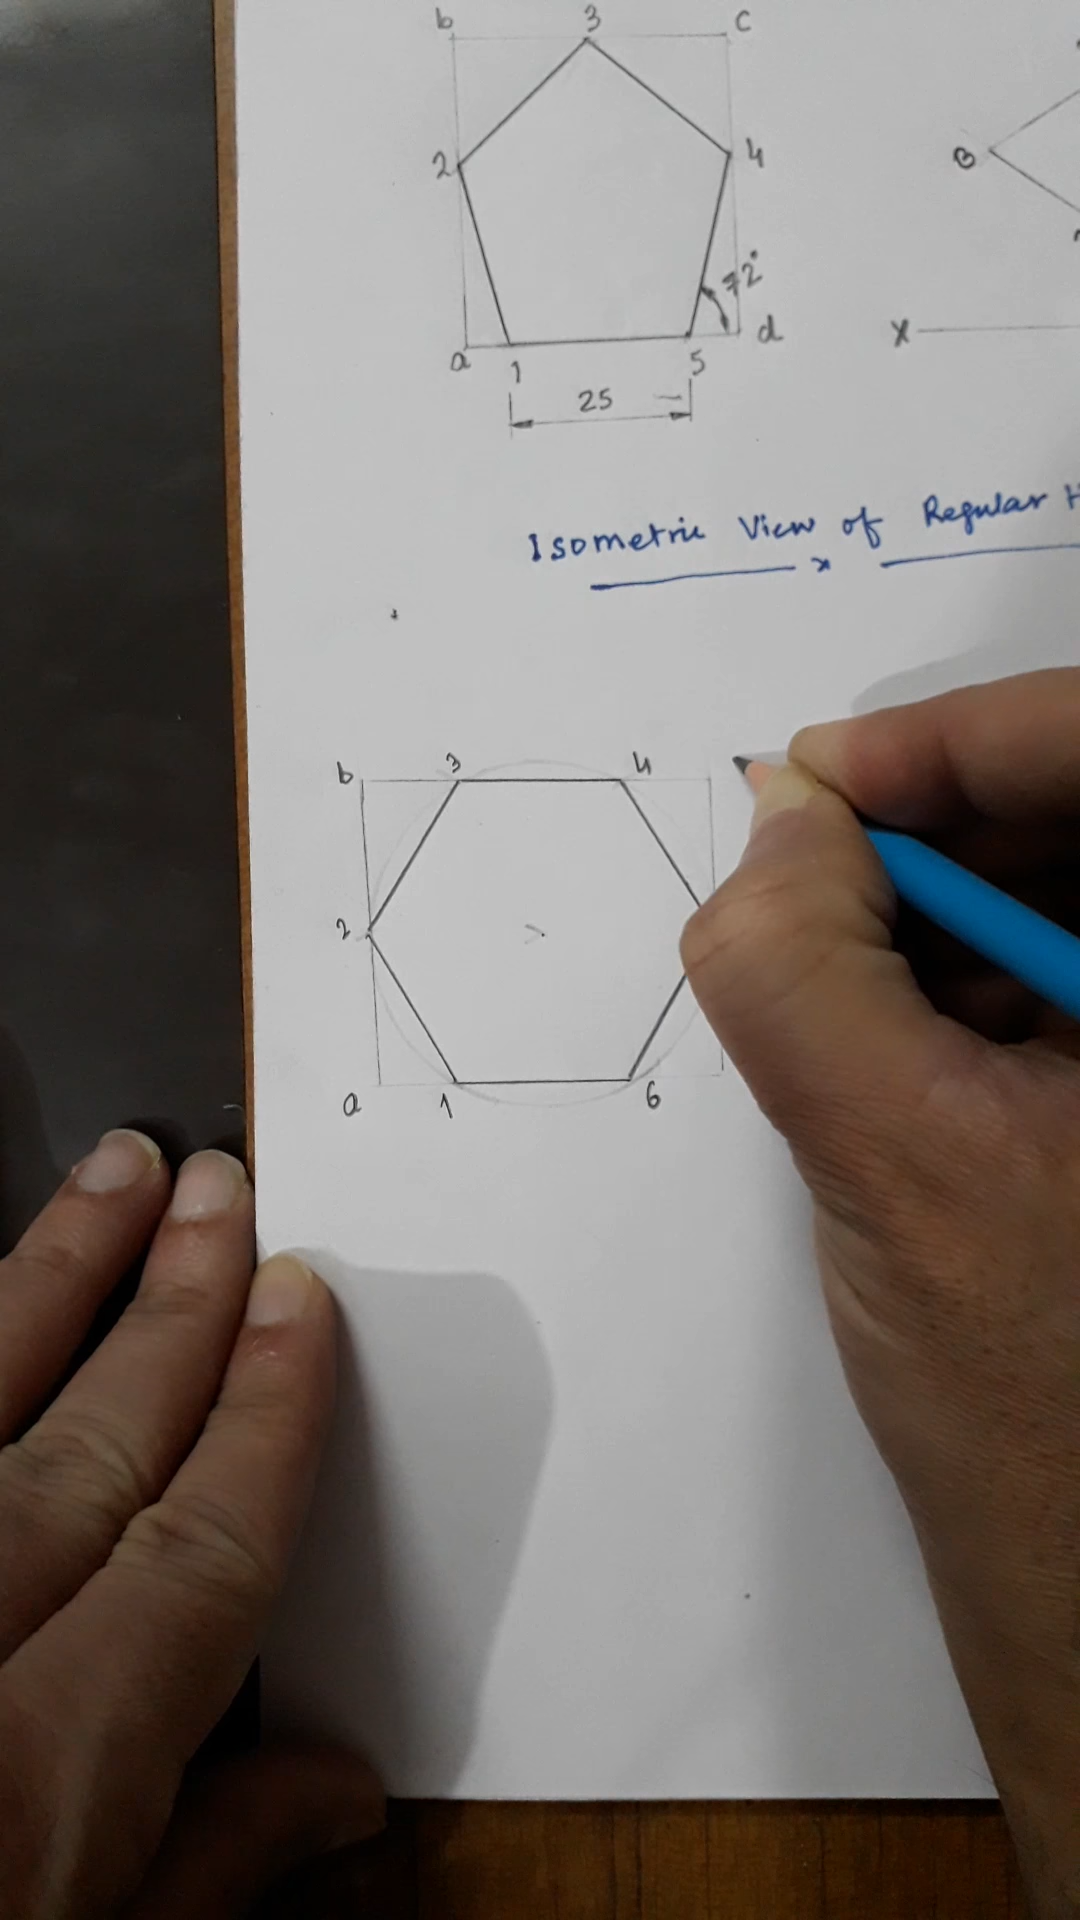 b 3 c
2 4
B
72°
a 1 5 d
X
25
Isometric View of Regular H
b 3 4
2
a 1 6